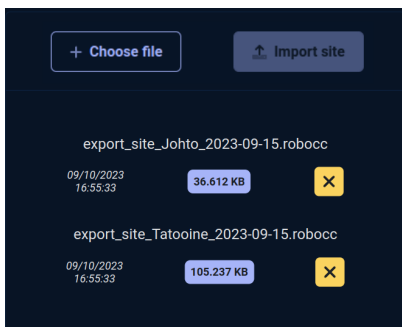 + Choose file
Import site
export_site_Johto_2023-09-15.robocc
09/10/2023
16:55:33
36.612 KB
export_site_Tatooine_2023-09-15.robocc
09/10/2023
16:55:33
105.237 KB